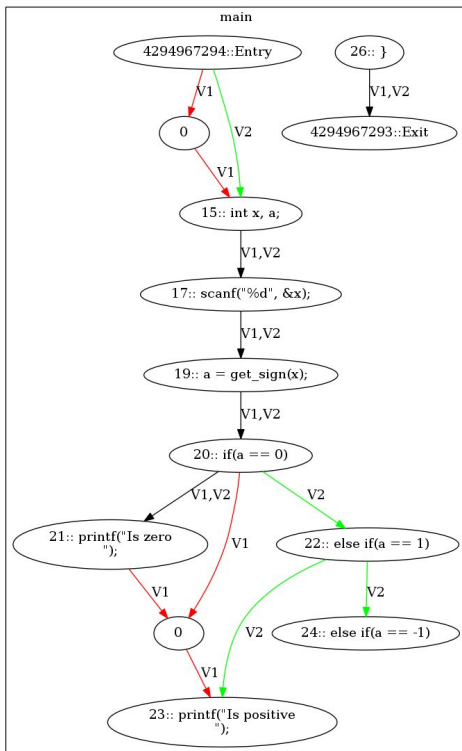 main
4294967294::Entry
26:: }
V1
V1,V2
0
V2
4294967293::Exit
V1
15:: int x, a;
V1,V2
17:: scanf("%d", &x);
V1,V2
19:: a = get_sign(x);
V1,V2
20:: if(a == 0)
V1,V2
V2
21:: printf("Is zero
");
V1
22:: else if(a == 1)
V1
V2
0
V2
24:: else if(a == -1)
V1
23:: printf("Is positive
");